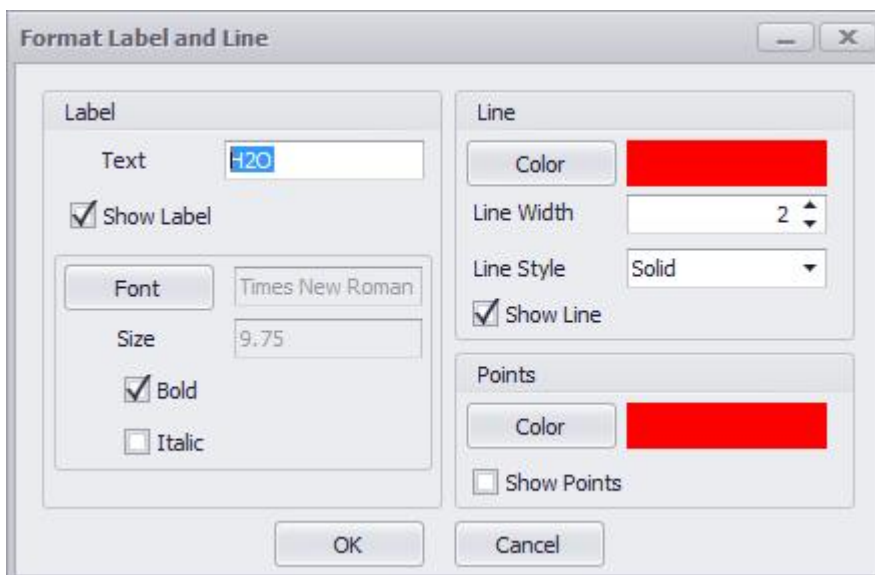 Format Label and Line
Label
Text H2O
Show Label
Font Times New Roman
Size 9.75
Bold
Italic
Line
Color
Line Width 2
Line Style Solid
Show Line
Points
Color
Show Points
OK Cancel